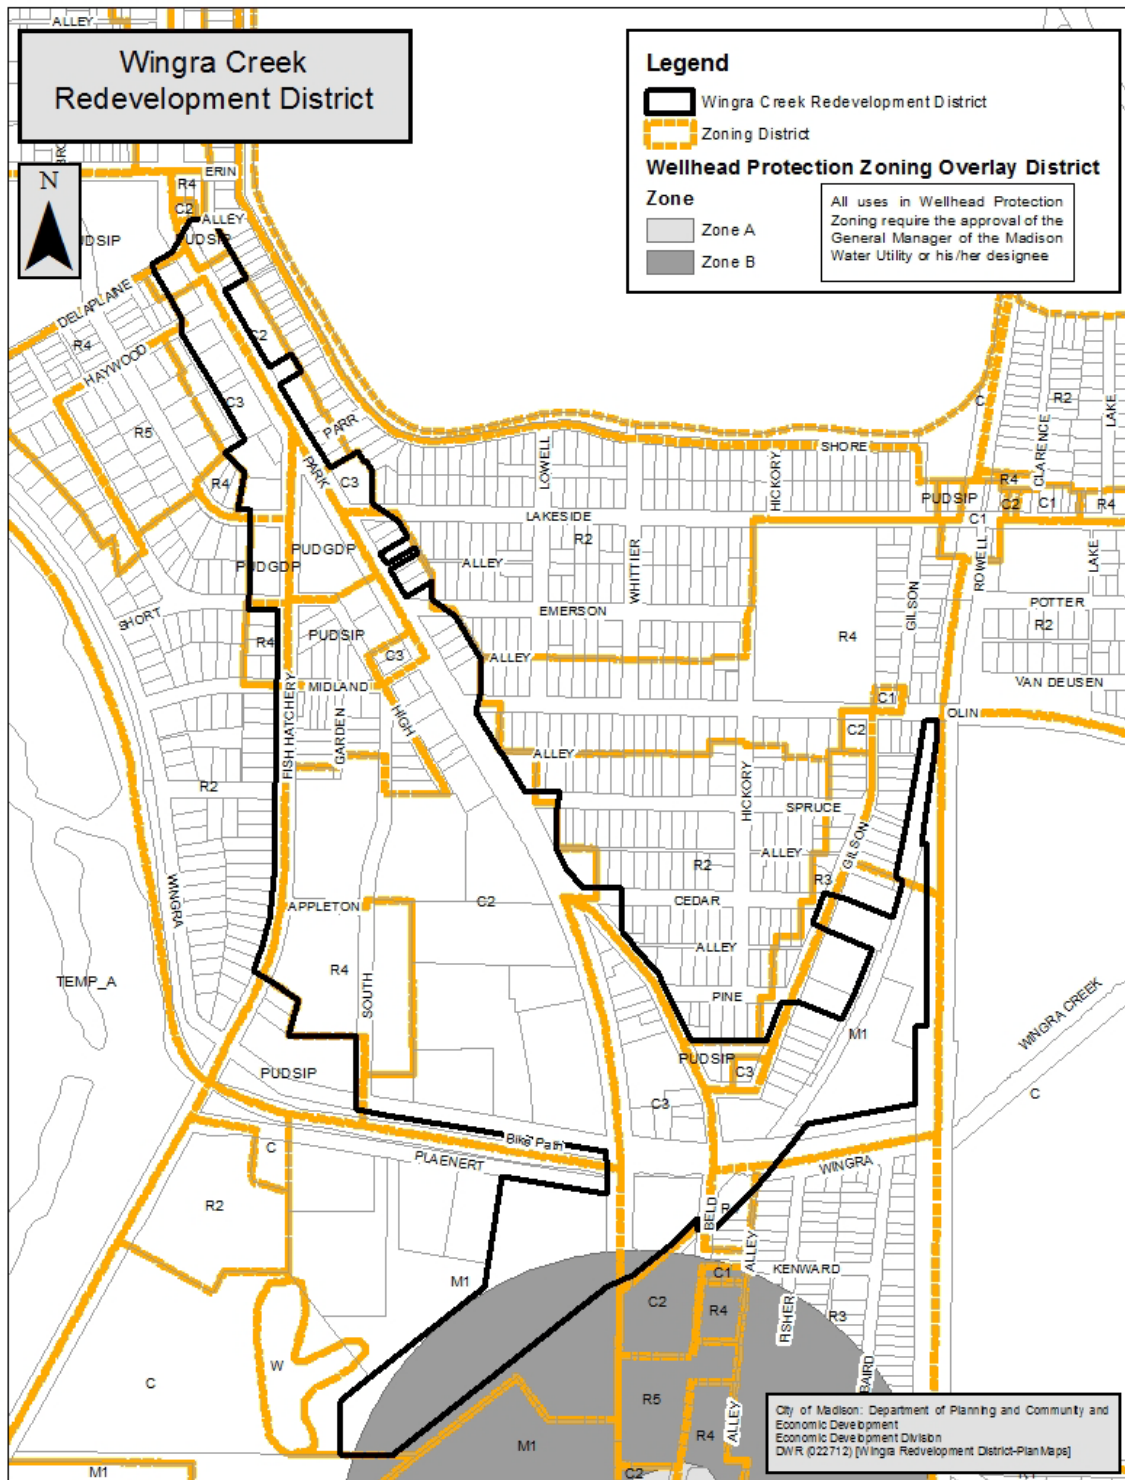 ALLEY
Wingra Creek
Redevelopment District
N
Legend
Wingra Creek Redevelopment District
Zoning District
Wellhead Protection Zoning Overlay District
Zone
Zone A
Zone B
All uses in Wellhead Protection
Zoning require the approval of the
General Manager of the Madison
Water Utility or his/her designee
ERIN
R4
C2
ALLEY
PUDSIP
DELAPLAINE
R4
HAYWOOD
C2
C3
R5
PARR
PARK
C3
R4
LOWELL
HICKORY
SHORE
C
R2
CLARENCE
LAKE
R4
PUDSIP
C2
C1
R4
C1
LAKESIDE
R2
ROWELL
PUDGDP
PUDGDP
ALLEY
WHITTIER
LAKE
SHORT
EMERSON
GILSON
POTTER
R2
R4
PUDSIP
R4
C3
ALLEY
VAN DEUSEN
MIDLAND
FISH HATCHERY
GARDEN
HIGH
C1
OLIN
C2
ALLEY
R2
HICKORY
SPRUCE
GILSON
ALLEY
R2
R3
WINGRA
APPLETON
C2
CEDAR
ALLEY
R4
TEMP_A
SOUTH
PINE
M1
WINGRA CREEK
PUDSIP
PUDSIP
C3
C3
C
Bike Path
C
PLAENERT
WINGRA
R2
BELD
ALLEY
KENWARD
M1
C1
C2
R4
R3
W
C
R5
BAIRD
R4
ALLEY
M1
M1
C2
City of Madison: Department of Planning and Community and
Economic Development
Economic Development Division
DWR (022712) [Wingra Redevelopment District-Plan Maps]